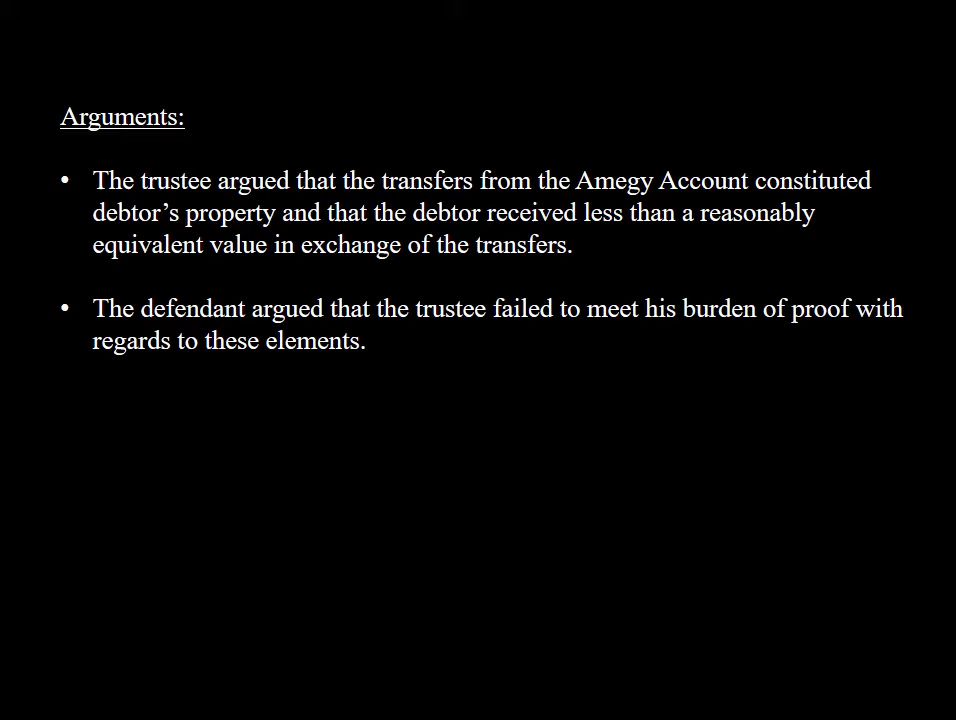 Arguments:
• The trustee argued that the transfers from the Amegy Account constituted
debtor’s property and that the debtor received less than a reasonably
equivalent value in exchange of the transfers.
• The defendant argued that the trustee failed to meet his burden of proof with
regards to these elements.